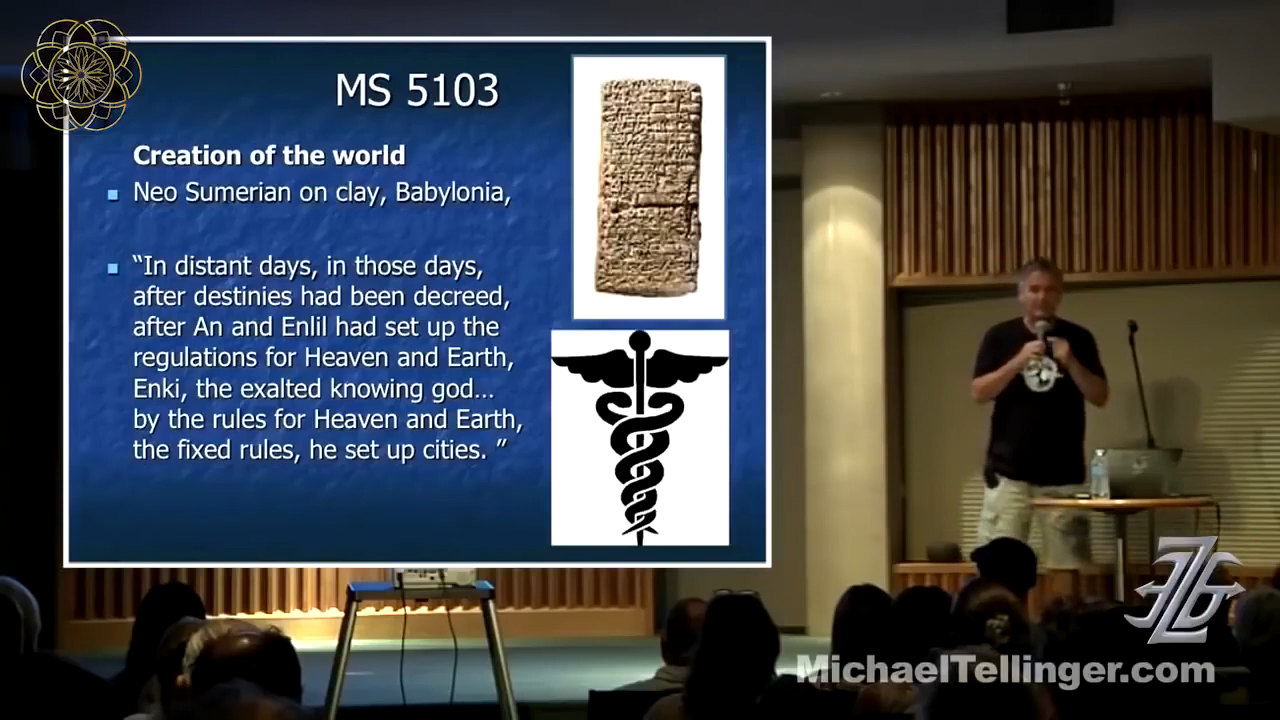 MS 5103
Creation of the world
Neo Sumerian on clay, Babylonia,
“In distant days, in those days,
after destinies had been decreed,
after An and Enlil had set up the
regulations for Heaven and Earth,
Enki, the exalted knowing god...
by the rules for Heaven and Earth,
the fixed rules, he set up cities. ”
MichaelTellinger.com